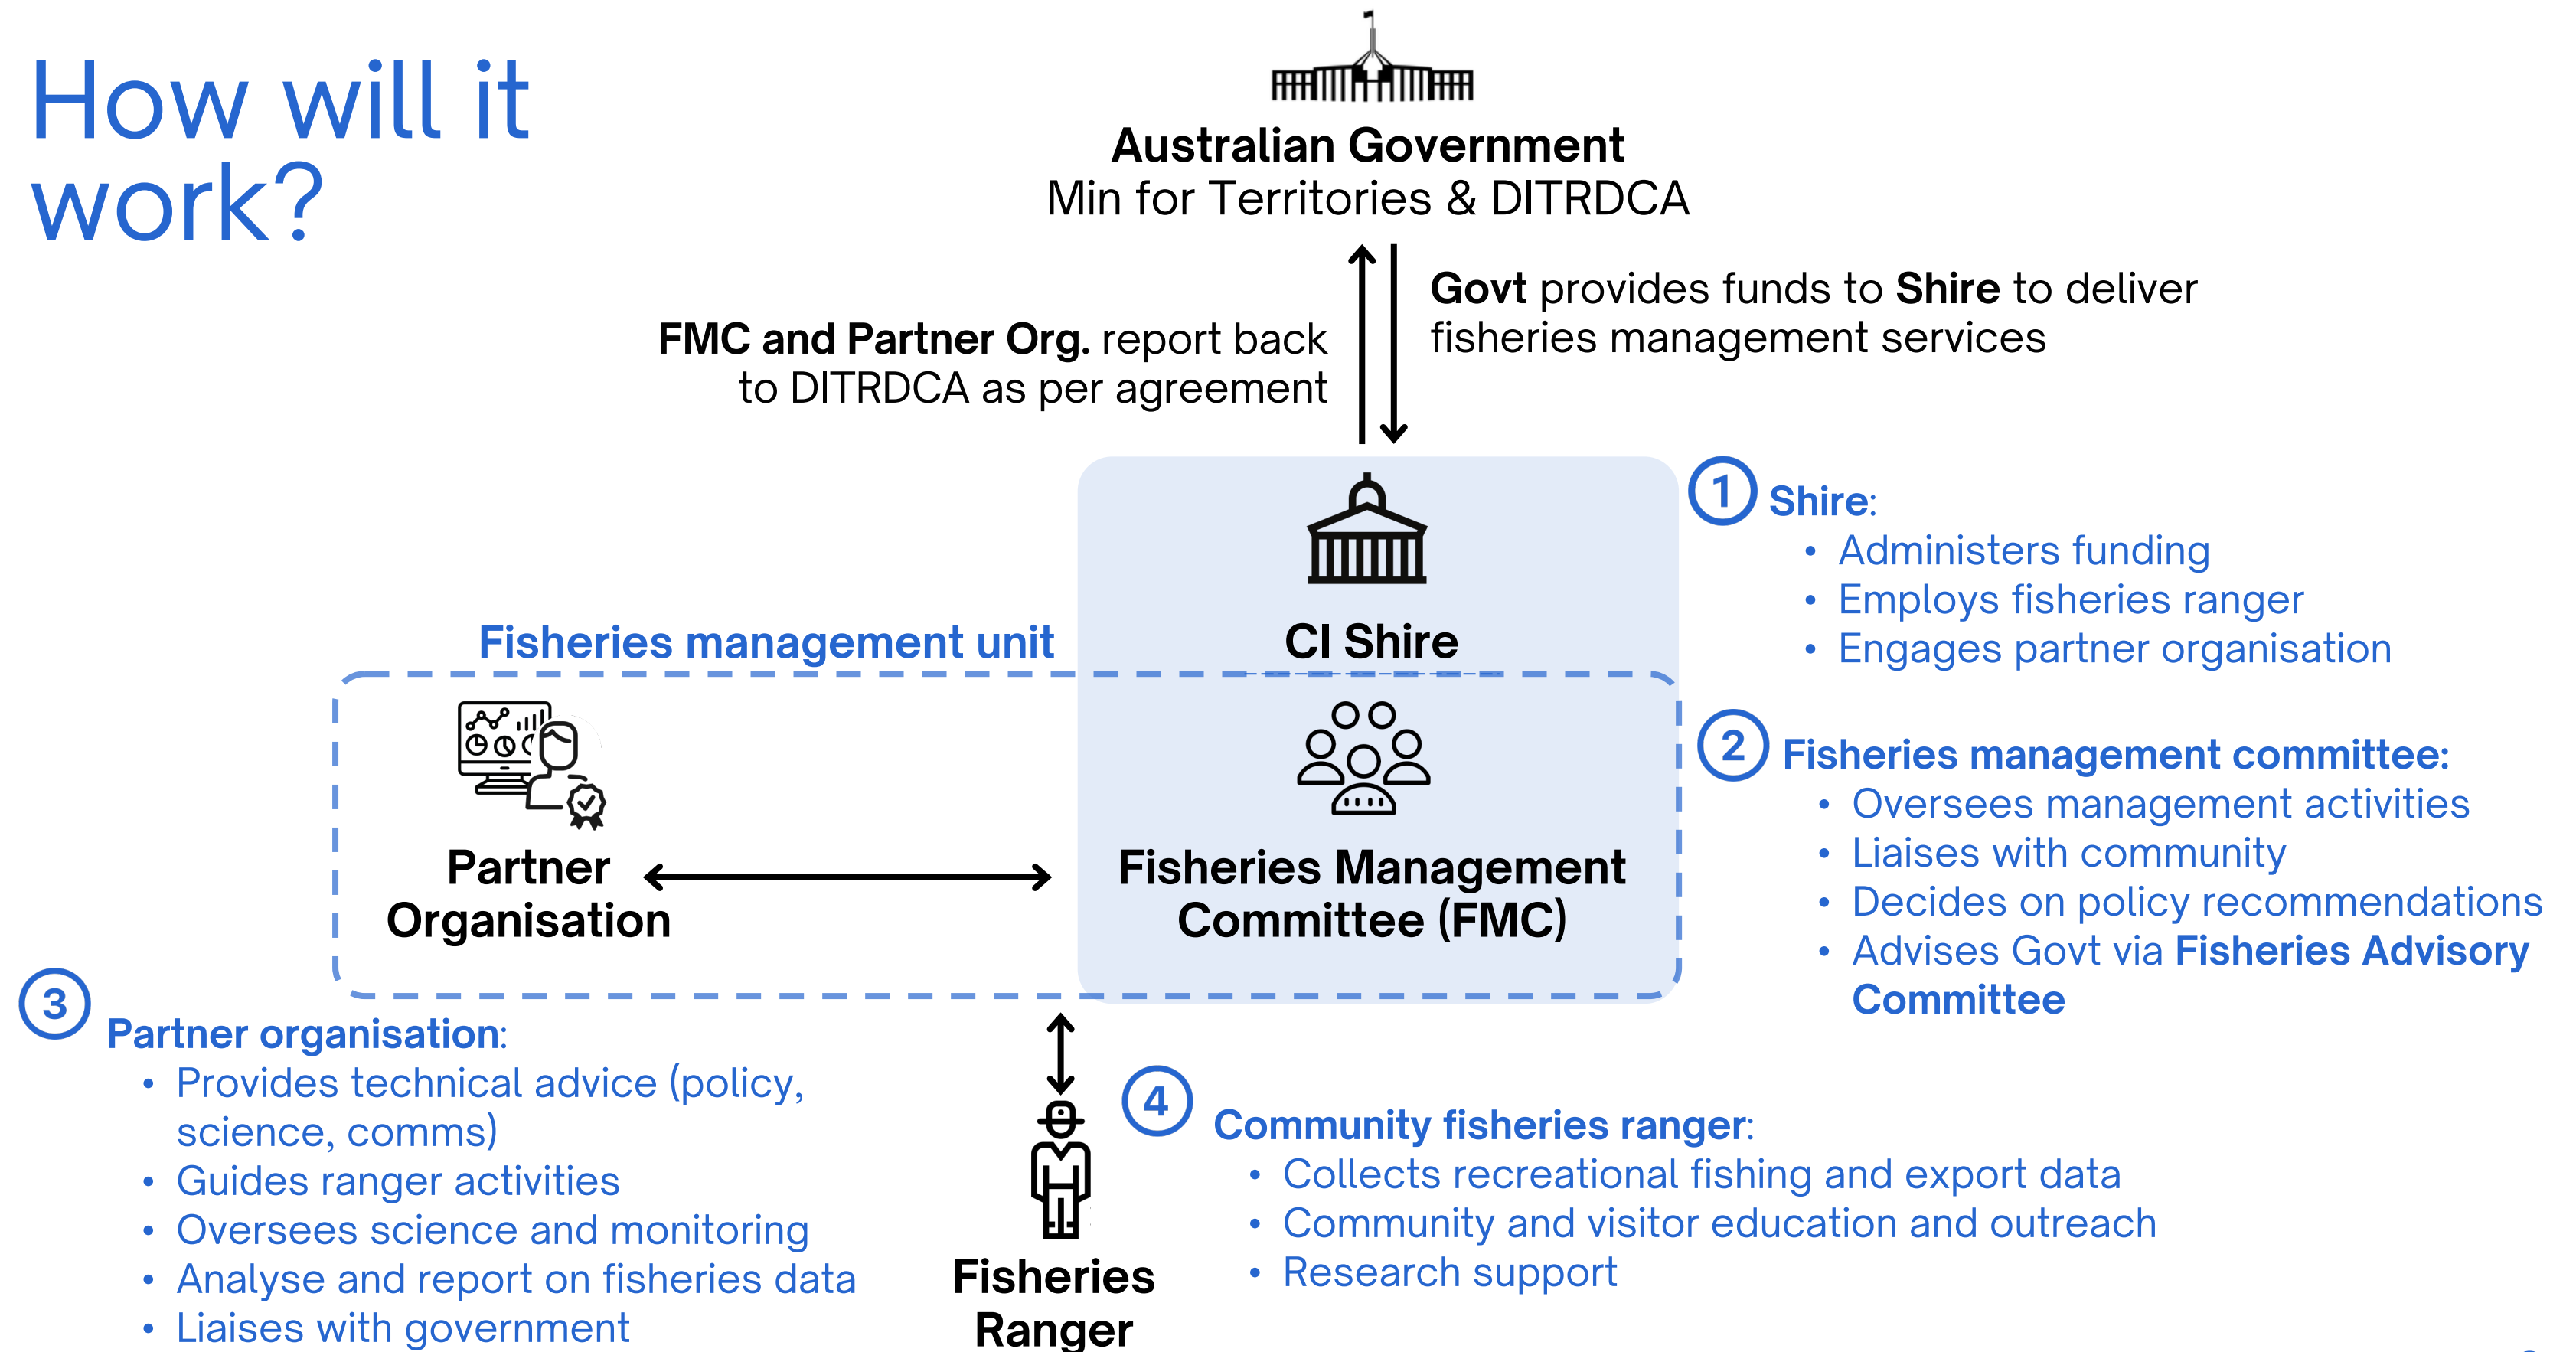 How will it
work?
Australian Government
Min for Territories & DITRDCA
Govt provides funds to Shire to deliver
fisheries management services
FMC and Partner Org. report back
to DITRDCA as per agreement
CI Shire
1 Shire:
• Administers funding
• Employs fisheries ranger
• Engages partner organisation
Fisheries management unit
Partner
Organisation
Fisheries Management
Committee (FMC)
2 Fisheries management committee:
• Oversees management activities
• Liaises with community
• Decides on policy recommendations
• Advises Govt via Fisheries Advisory
Committee
3 Partner organisation:
• Provides technical advice (policy,
science, comms)
• Guides ranger activities
• Oversees science and monitoring
• Analyse and report on fisheries data
• Liaises with government
Fisheries
Ranger
4 Community fisheries ranger:
• Collects recreational fishing and export data
• Community and visitor education and outreach
• Research support